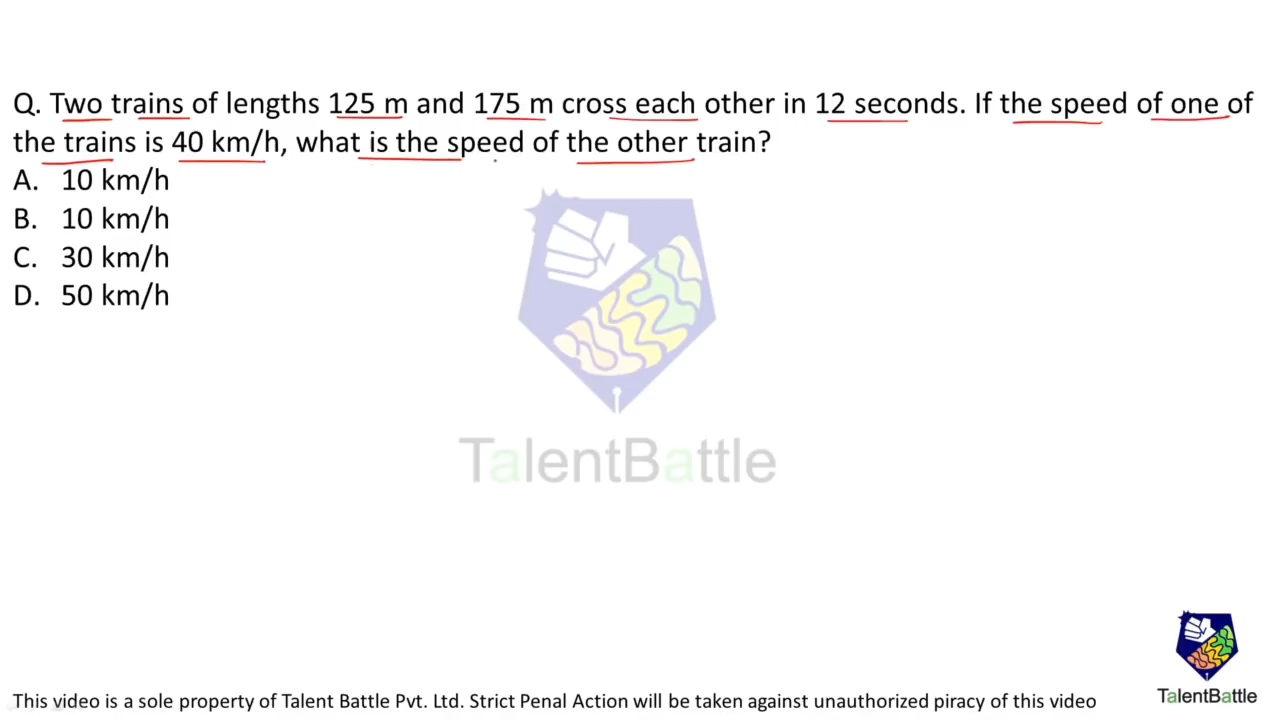 Q. Two trains of lengths 125 m and 175 m cross each other in 12 seconds. If the speed of one of
the trains is 40 km/h, what is the speed of the other train?
A. 10 km/h
B. 10 km/h
C. 30 km/h
D. 50 km/h
TalentBattle
TalentBattle
This video is a sole property of Talent Battle Pvt. Ltd. Strict Penal Action will be taken against unauthorized piracy of this video